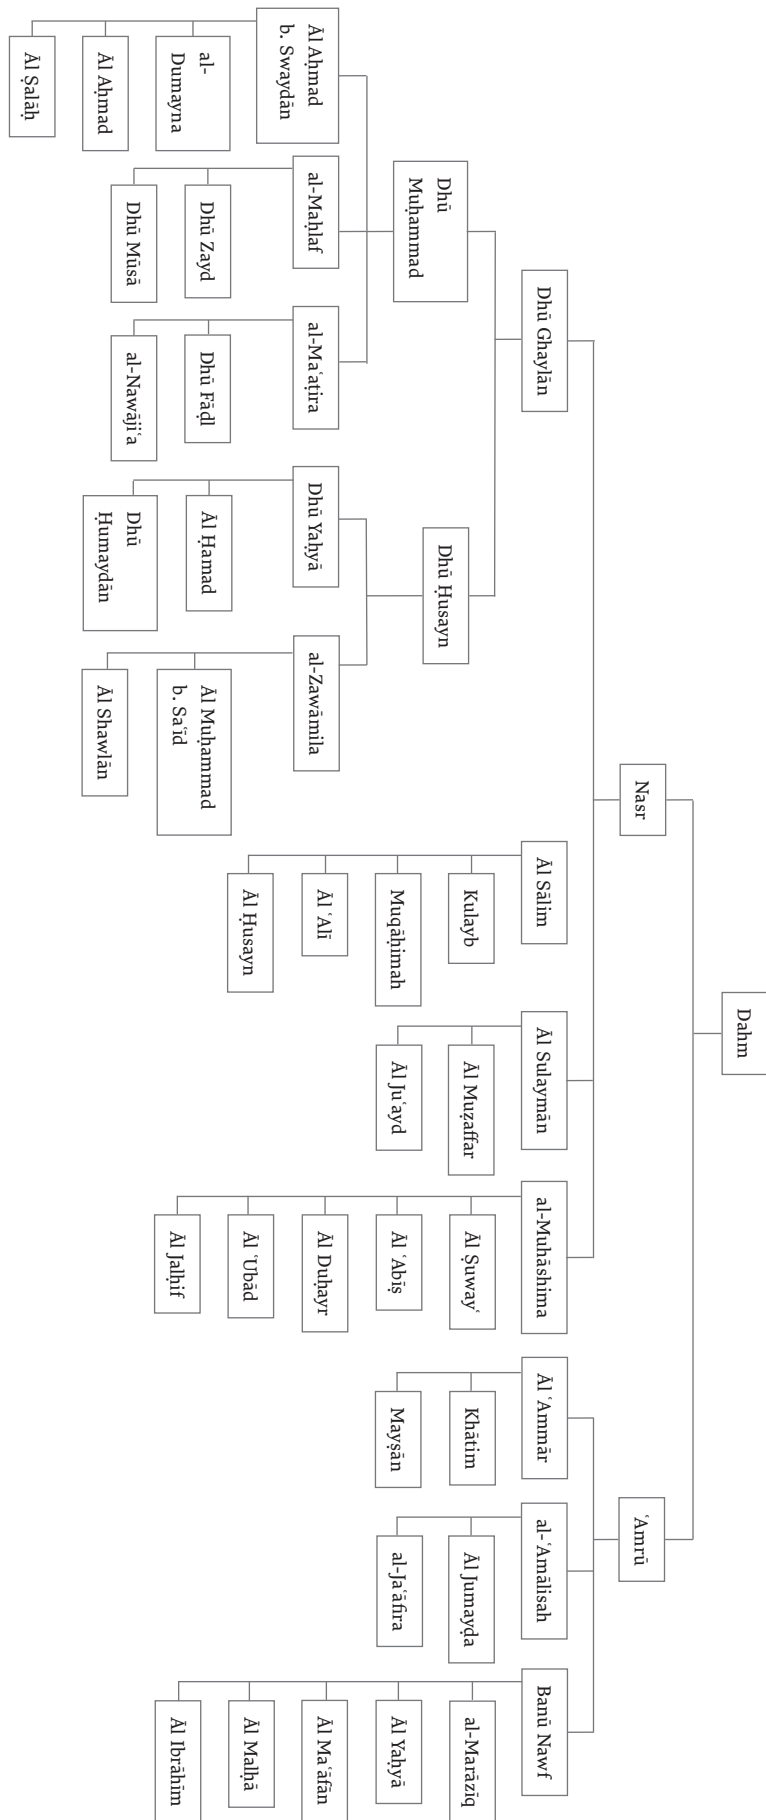 Dahm
Nasr
ʿAmrū
Dhū Ghaylān
Āl Sālim
Āl Sulaymān
al-Muhāshima
Āl ʿAmmār
al-ʿAmālisah
Banū Nawf
Dhū
Muḥammad
Dhū Ḥusayn
Āl Aḥmad
b. Swaydān
al-Maḥlaf
al-Maʿaṭira
Dhū Yaḥyā
al-Zawāmila
al-
Dumayna
Āl Aḥmad
Āl Ṣalāḥ
Dhū Zayd
Dhū Mūsā
Dhū Fāḍl
al-Nawājiʿa
Āl Ḥamad
Dhū
Ḥumaydān
Āl Muḥammad
b. Saʿīd
Āl Shawlān
Kulayb
Muqāḥimah
Āl ʿAlī
Āl Ḥusayn
Āl Muẓaffar
Āl Juʿayd
Āl Ṣuwayʿ
Āl ʿAbīṣ
Āl Duḥayr
Āl ʿUbād
Āl Jalḥif
Khātim
Mayṣān
Āl Jumayḍa
al-Jaʿāfira
al-Marāziq
Āl Yaḥyā
Āl Maʿāfān
Āl Malḥā
Āl Ibrāhīm